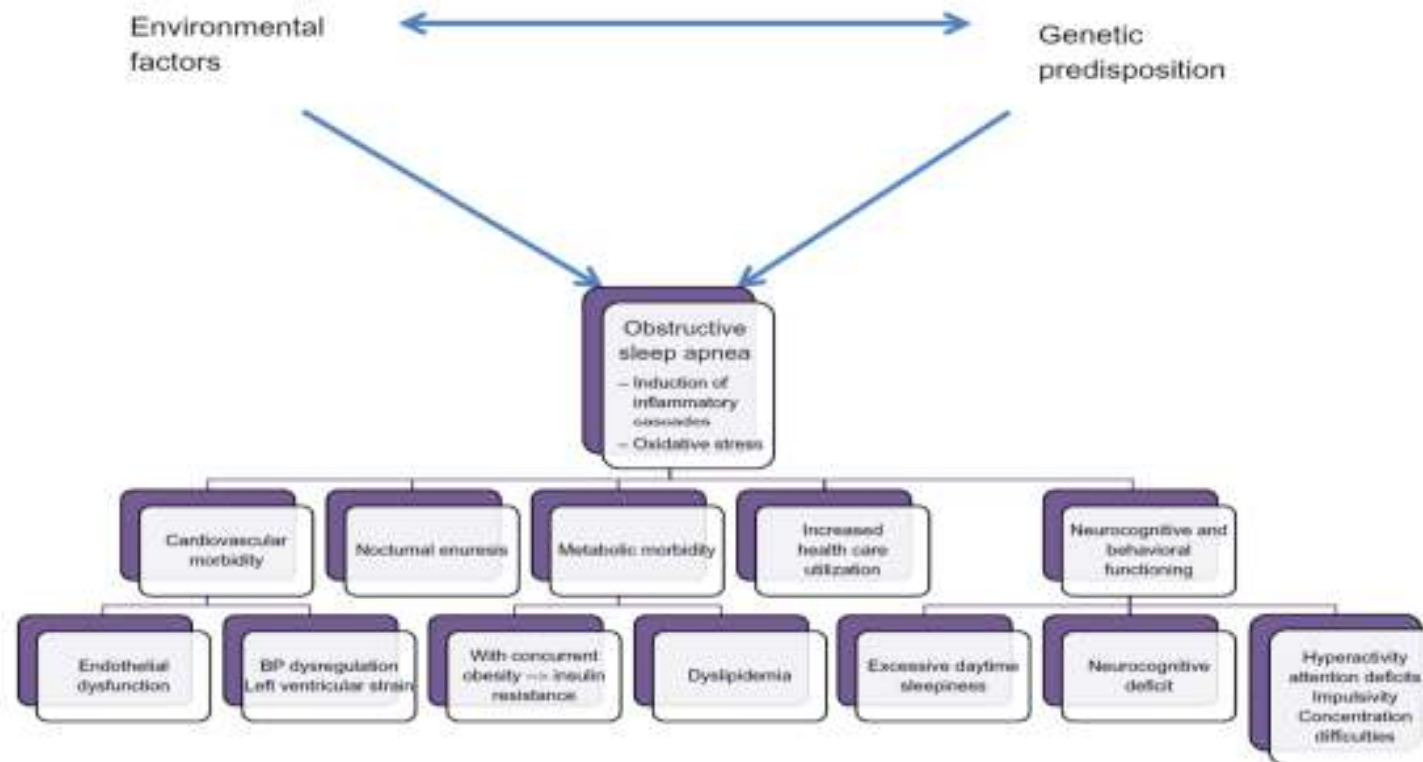 Environmental
factors
Genetic
predisposition
Obstructive
sleep apnea
– Induction of
inflammatory
cascades
– Oxidative stress
Cardiovascular
morbidity
Nocturnal enuresis
Metabolic morbidity
Increased
health care
utilization
Neurocognitive and
behavioral
functioning
Endothelial
dysfunction
BP dysregulation
Left ventricular strain
With concurrent
obesity --> insulin
resistance
Dyslipidemia
Excessive daytime
sleepiness
Neurocognitive
deficit
Hyperactivity
attention deficits
Impulsivity
Concentration
difficulties